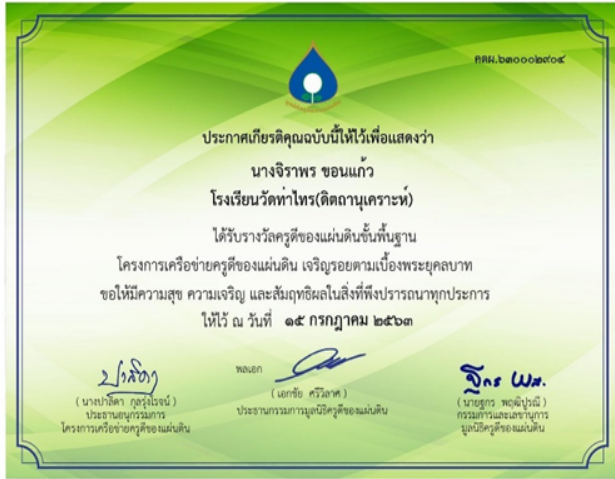 คตผ.๖๓๐๐๐๒๙๐๔
ประกาศเกียรติคุณฉบับนี้ให้ไว้เพื่อแสดงว่า
นางจิราพร ขอนแก้ว
โรงเรียนวัดท่าไทร(ดิตถานุเคราะห์)
ได้รับรางวัลครูดีของแผ่นดินขั้นพื้นฐาน
โครงการเครือข่ายครูดีของแผ่นดิน เจริญรอยตามเบื้องพระยุคลบาท
ขอให้มีความสุข ความเจริญ และสัมฤทธิผลในสิ่งที่พึงปรารถนาทุกประการ
ให้ไว้ ณ วันที่ ๑๕ กรกฎาคม ๒๕๖๓
ปาลิดา
( นางปาลิดา กุลรุ่งโรจน์ )
ประธานอนุกรรมการ
โครงการเครือข่ายครูดีของแผ่นดิน
พลเอก
( เอกชัย ศรีวิลาศ )
ประธานกรรมการมูลนิธิครูดีของแผ่นดิน
ฐกร พฤ.
( นายฐกร พฤฒิปูรณี )
กรรมการและเลขานุการ
มูลนิธิครูดีของแผ่นดิน